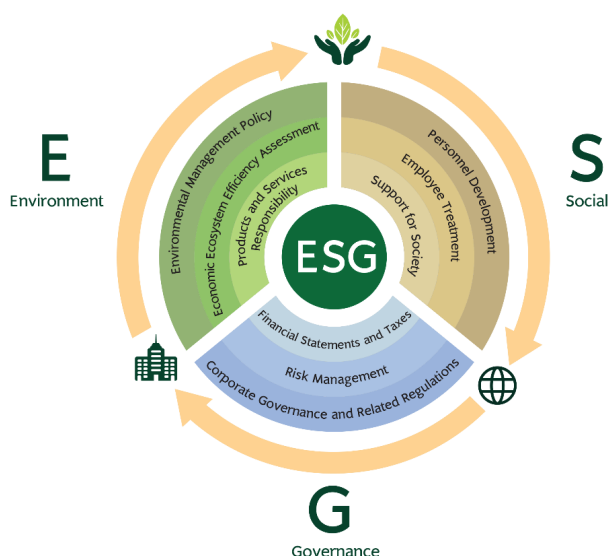 E
Environment
Environmental Management Policy
Economic Ecosystem Efficiency Assessment
Products and Services
Responsibility
S
Social
Personnel Development
Employee Treatment
Support for Society
ESG
Financial Statements and Taxes
Risk Management
Corporate Governance and Related Regulations
G
Governance